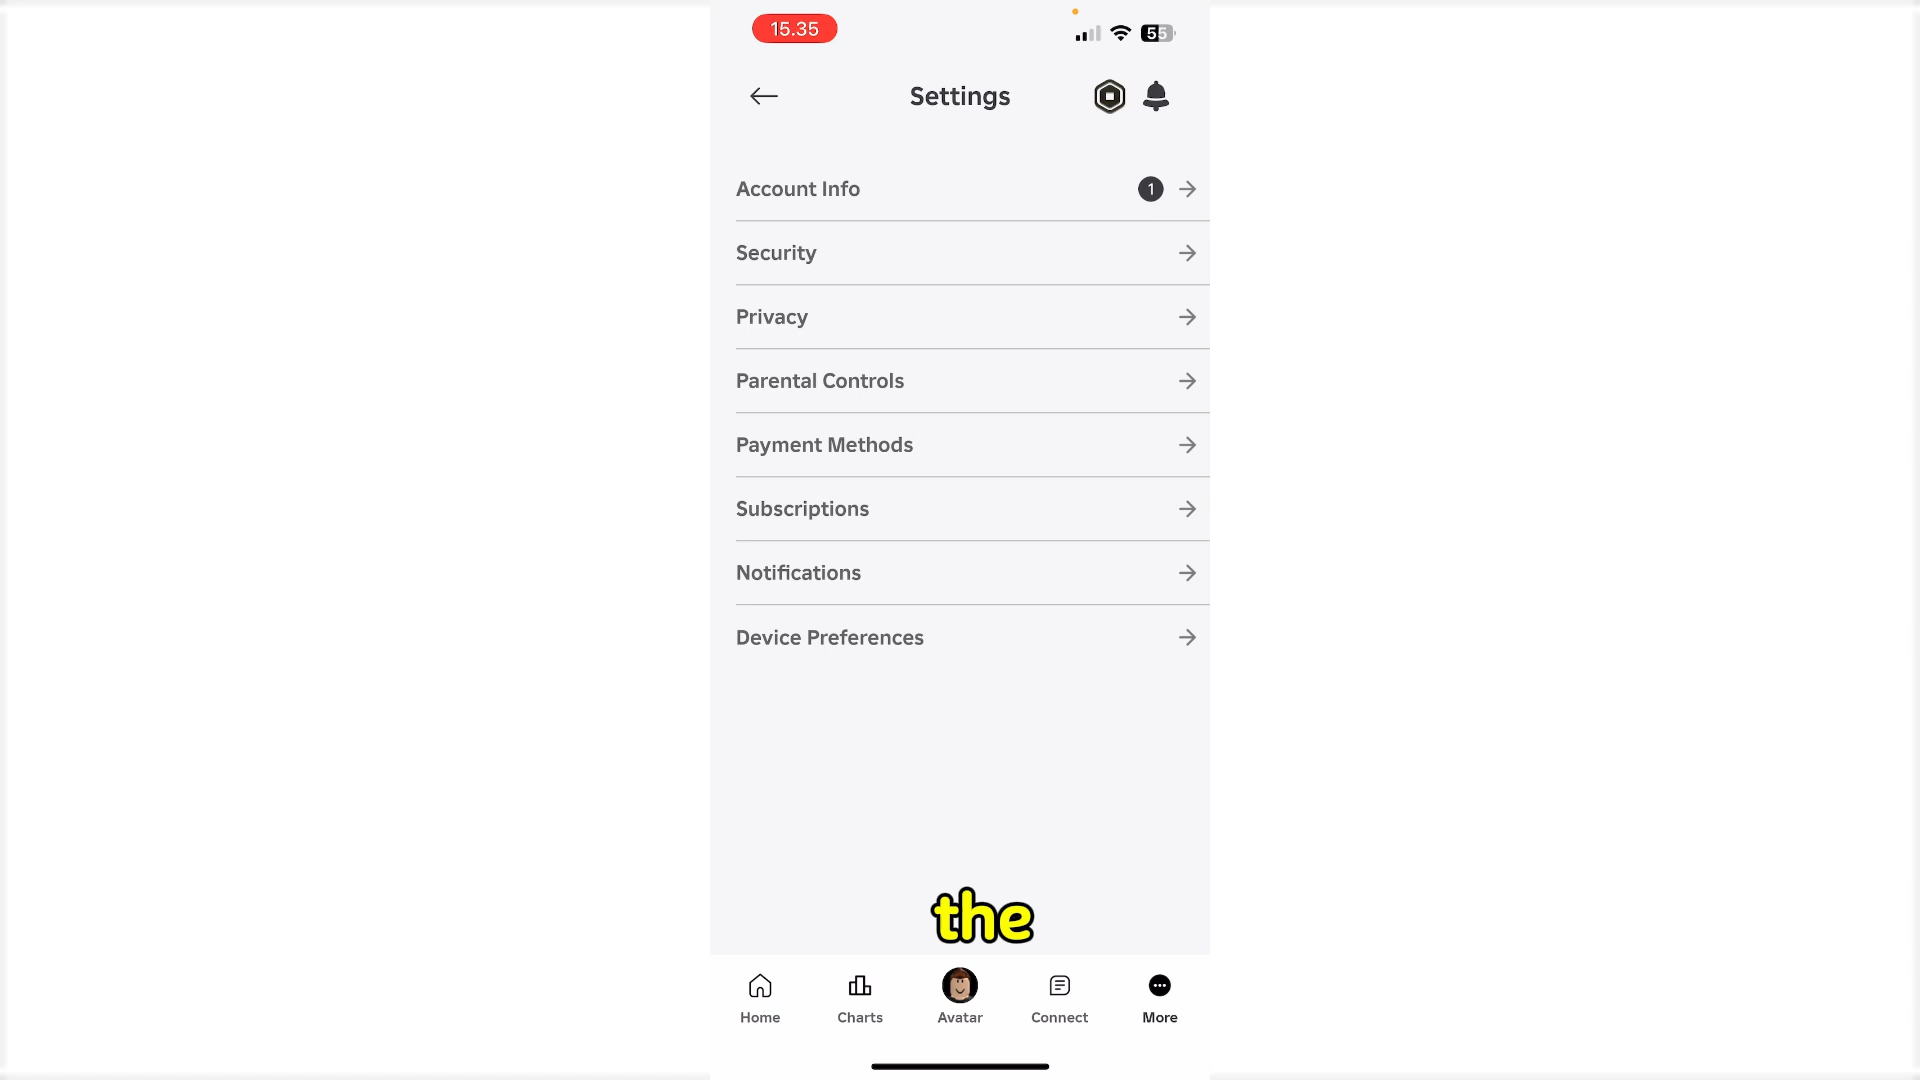 15.35
55
Settings
Account Info 1
Security
Privacy
Parental Controls
Payment Methods
Subscriptions
Notifications
Device Preferences
the
Home Charts Avatar Connect More